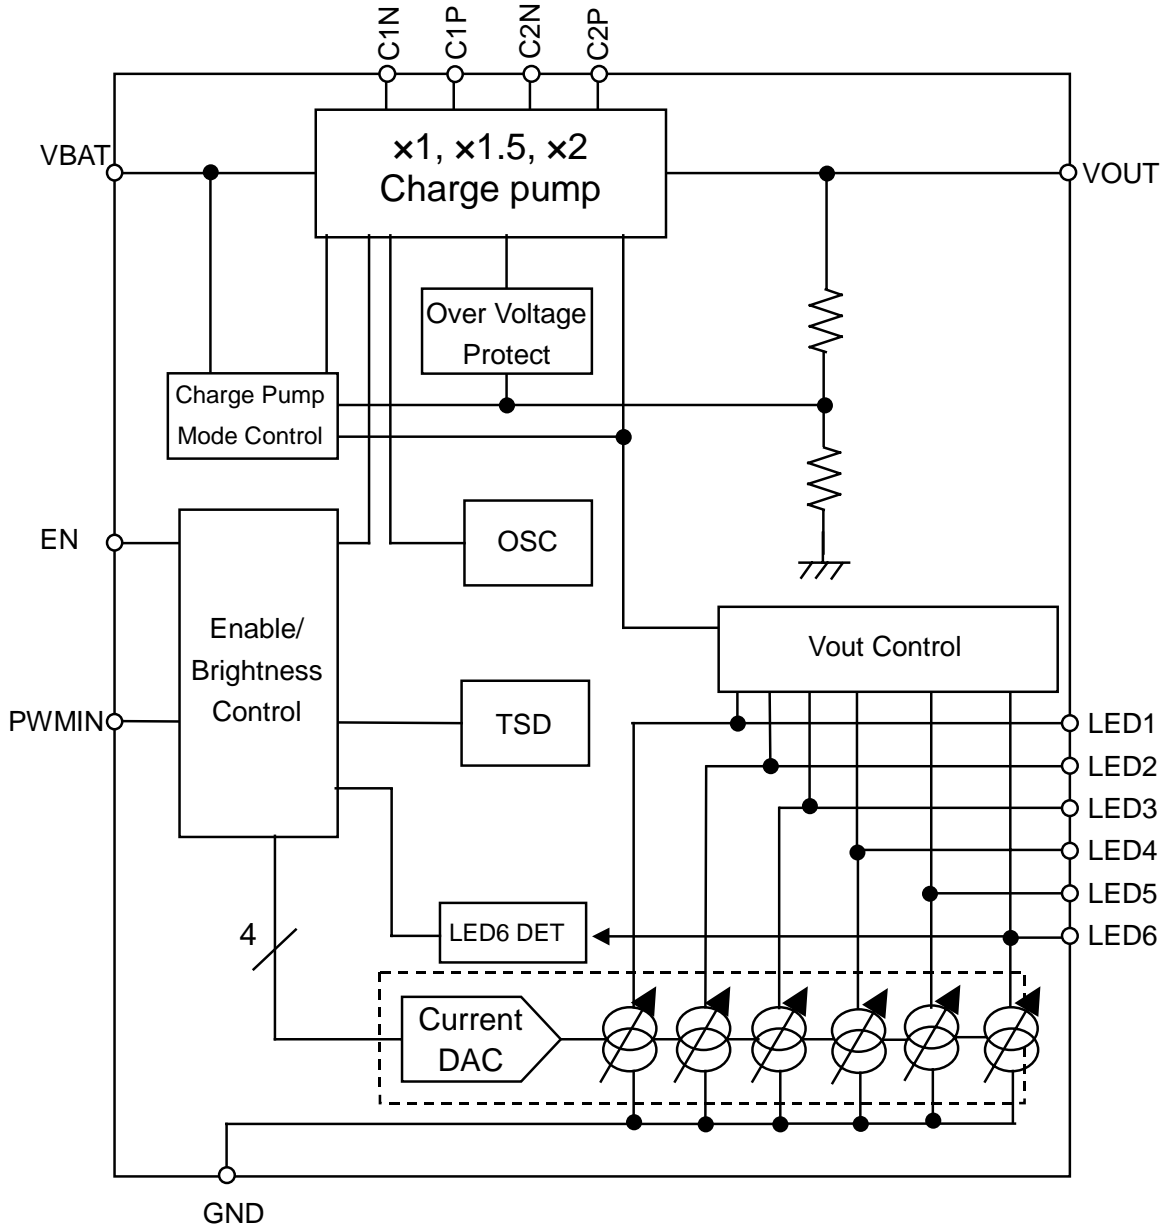 C1N
C1P
C2N
C2P
VBAT
×1, ×1.5, ×2
Charge pump
VOUT
Over Voltage
Protect
Charge Pump
Mode Control
EN
OSC
Enable/
Brightness
Control
Vout Control
PWMIN
TSD
LED1
LED2
LED3
LED4
LED5
LED6
4
LED6 DET
Current
DAC
GND